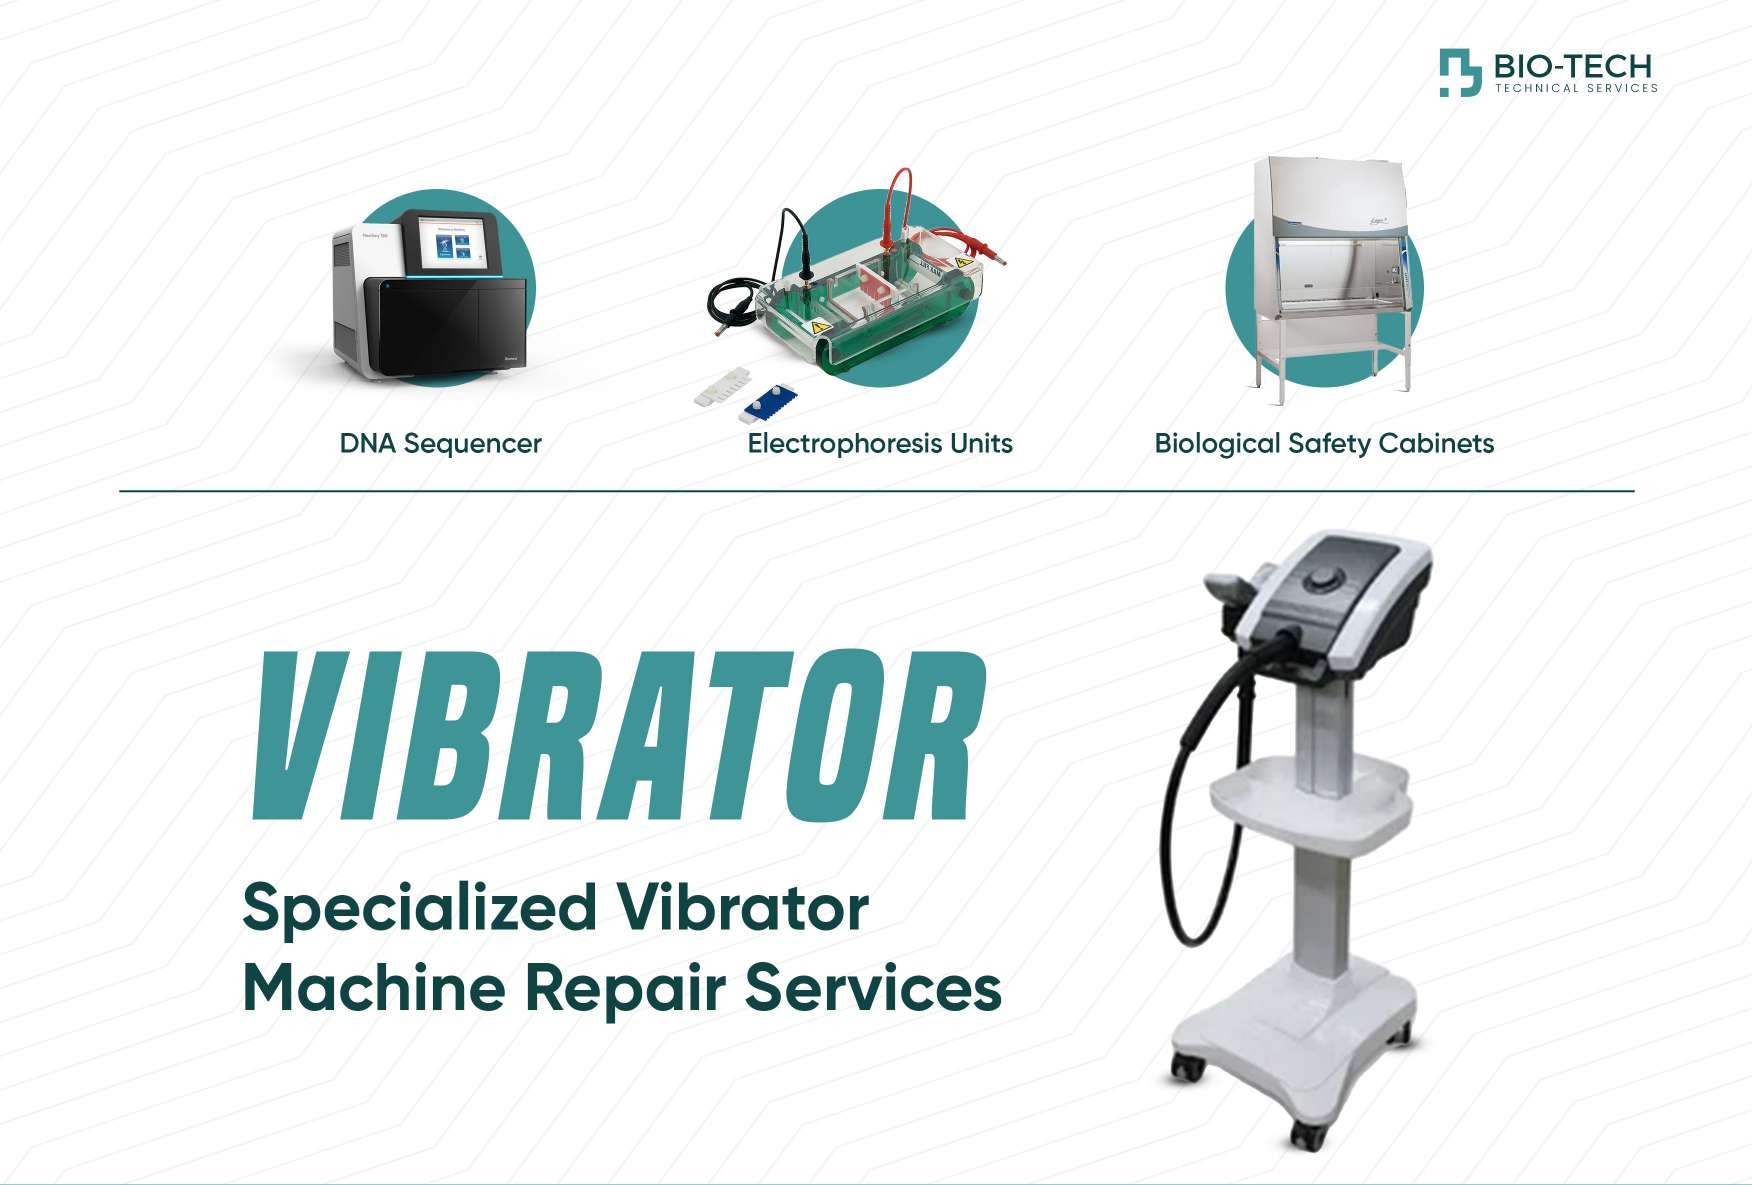 BIO-TECH
TECHNICAL SERVICES
DNA Sequencer
Electrophoresis Units
Biological Safety Cabinets
VIBRATOR
Specialized Vibrator
Machine Repair Services